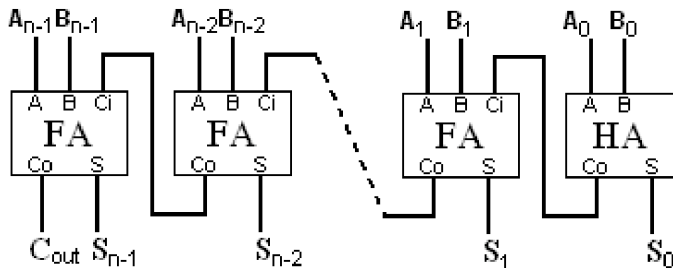 Aₙ₋₁ Bₙ₋₁ Aₙ₋₂ Bₙ₋₂ A₁ B₁ A₀ B₀
A B Ci A B Ci A B Ci A B
FA FA FA HA
Co S Co S Co S Co S
Cout Sₙ₋₁ Sₙ₋₂ S₁ S₀